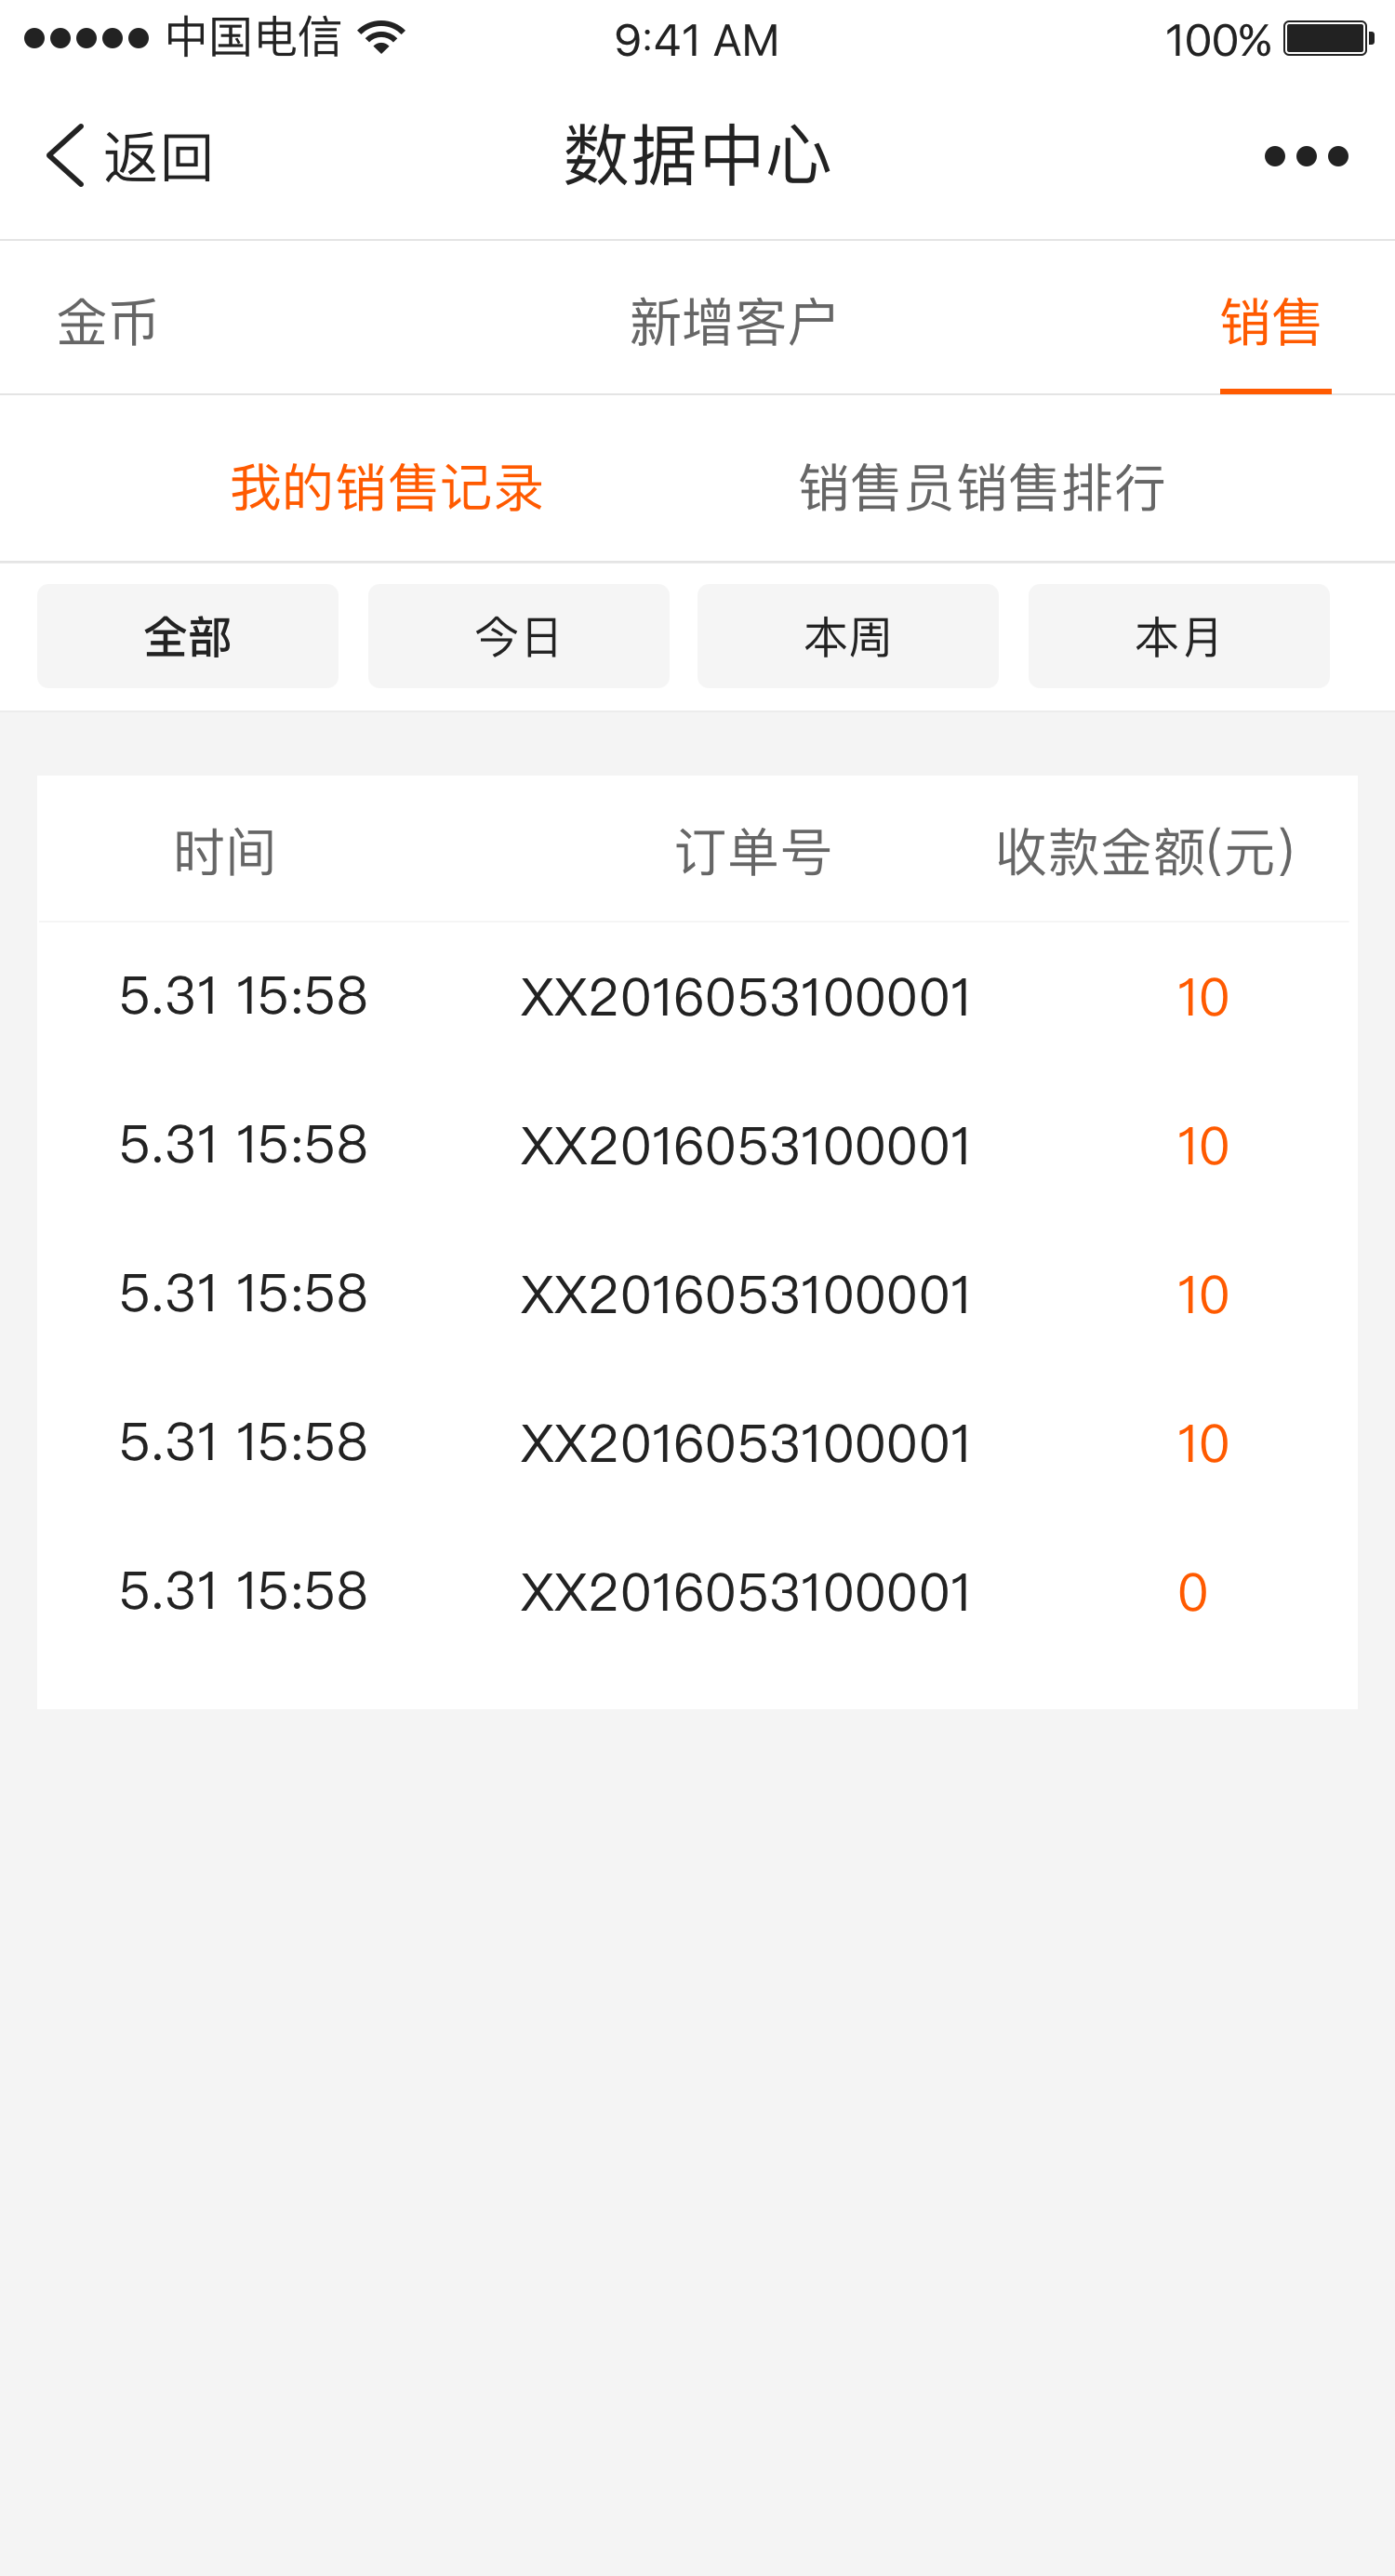 中国电信 9:41 AM 100%
返回 数据中心
金币 新增客户 销售
我的销售记录 销售员销售排行
全部 今日 本周 本月
时间 订单号 收款金额(元)
5.31 15:58 XX2016053100001 10
5.31 15:58 XX2016053100001 10
5.31 15:58 XX2016053100001 10
5.31 15:58 XX2016053100001 10
5.31 15:58 XX2016053100001 0